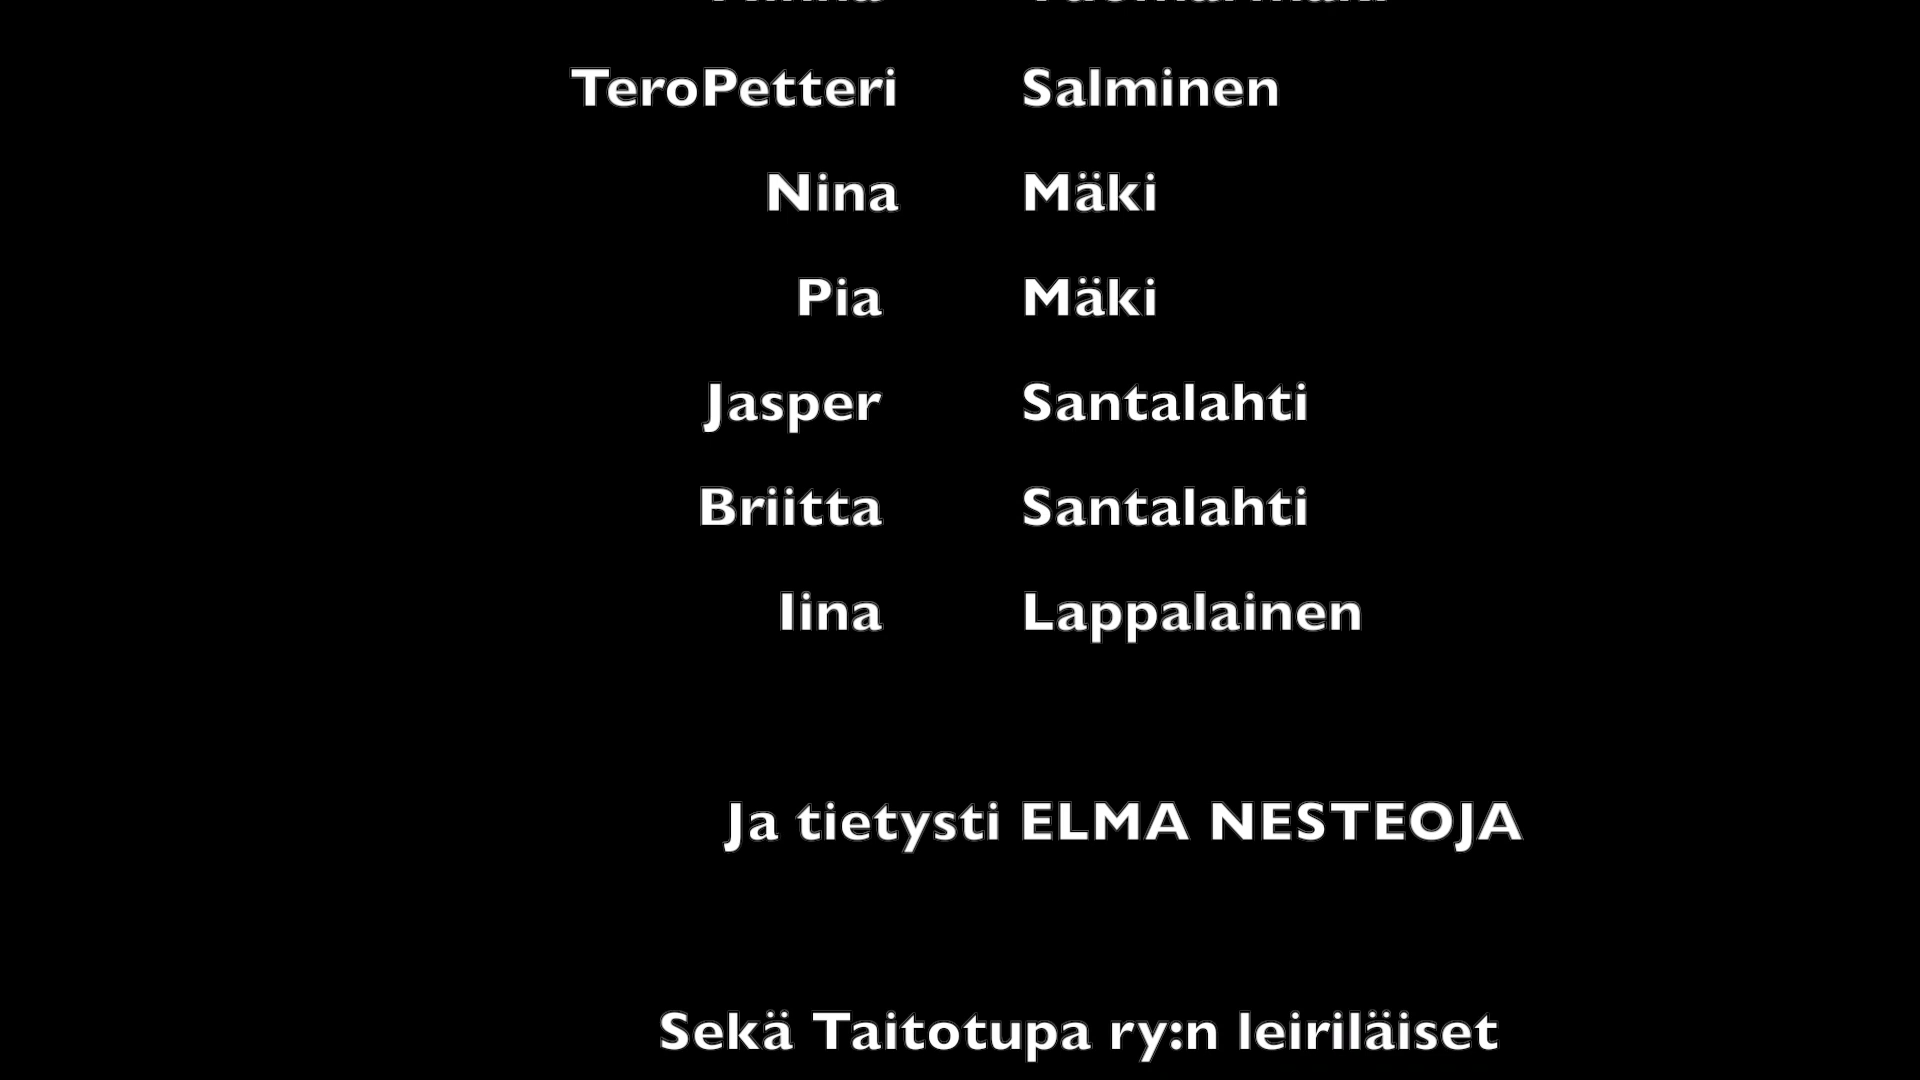 TeroPetteri Salminen
Nina Mäki
Pia Mäki
Jasper Santalahti
Briitta Santalahti
Iina Lappalainen
Ja tietysti ELMA NESTEOJA
Sekä Taitotupa ry:n leiriläiset